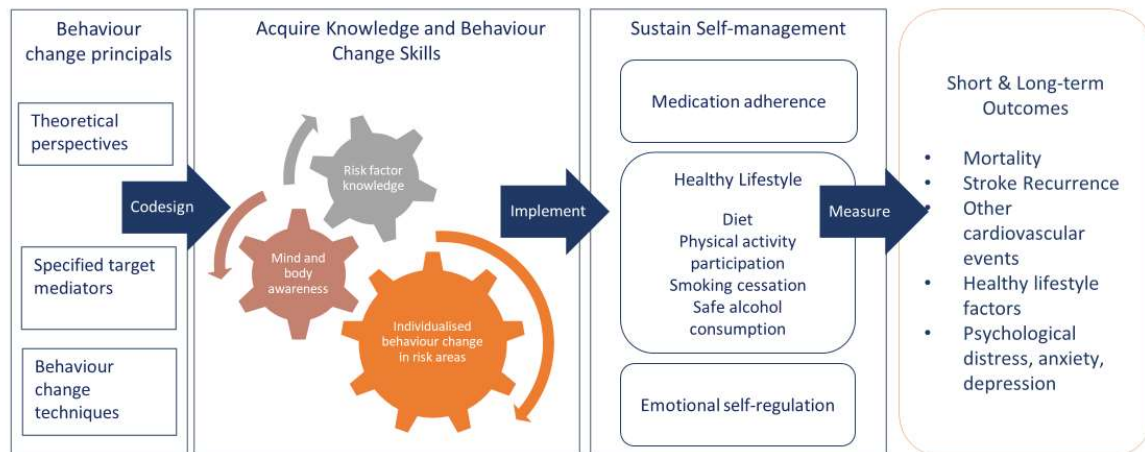 Behaviour
change principals
Theoretical
perspectives
Specified target
mediators
Behaviour
change
techniques
Codesign
Acquire Knowledge and Behaviour
Change Skills
Risk factor
knowledge
Mind and
body
awareness
Individualised
behaviour change
in risk areas
Implement
Sustain Self-management
Medication adherence
Healthy Lifestyle
Diet
Physical activity
participation
Smoking cessation
Safe alcohol
consumption
Emotional self-regulation
Measure
Short & Long-term
Outcomes
• Mortality
• Stroke Recurrence
• Other
cardiovascular
events
• Healthy lifestyle
factors
• Psychological
distress, anxiety,
depression